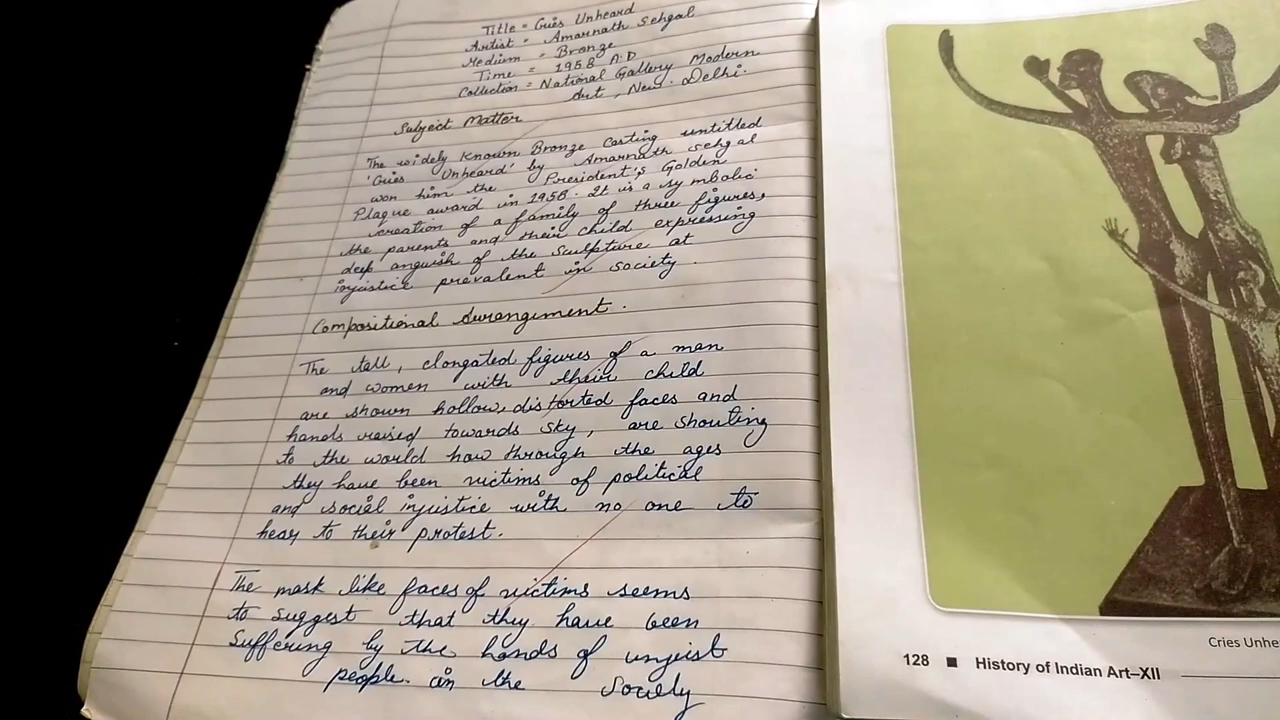 Title = Cries Unheard
Artist = Amarnath Sehgal
Medium = Bronze
Time = 1958 A.D
Collection = National Gallery Modern
Art, New Delhi.
Subject Matter
The widely known Bronze Casting untitled
'Cries Unheard' by Amarnath sehgal
won him the President's Golden
Plaque award in 1958. It is a symbolic
creation of a family of three figures,
the parents and their child expressing
deep anguish of the sculpture at
injustice prevalent in society.
Compositional Arrangement.
The tall, elongated figures of a man
and women with their child
are shown hollow, distorted faces and
hands raised towards sky, are shouting
to the world how through the ages
they have been victims of political
and social injustice with no one to
hear to their protest.
The mask like faces of victims seems
to suggest that they have been
suffering by the hands of unjust
people. in the society
Cries Unhe
128 ■ History of Indian Art–XII